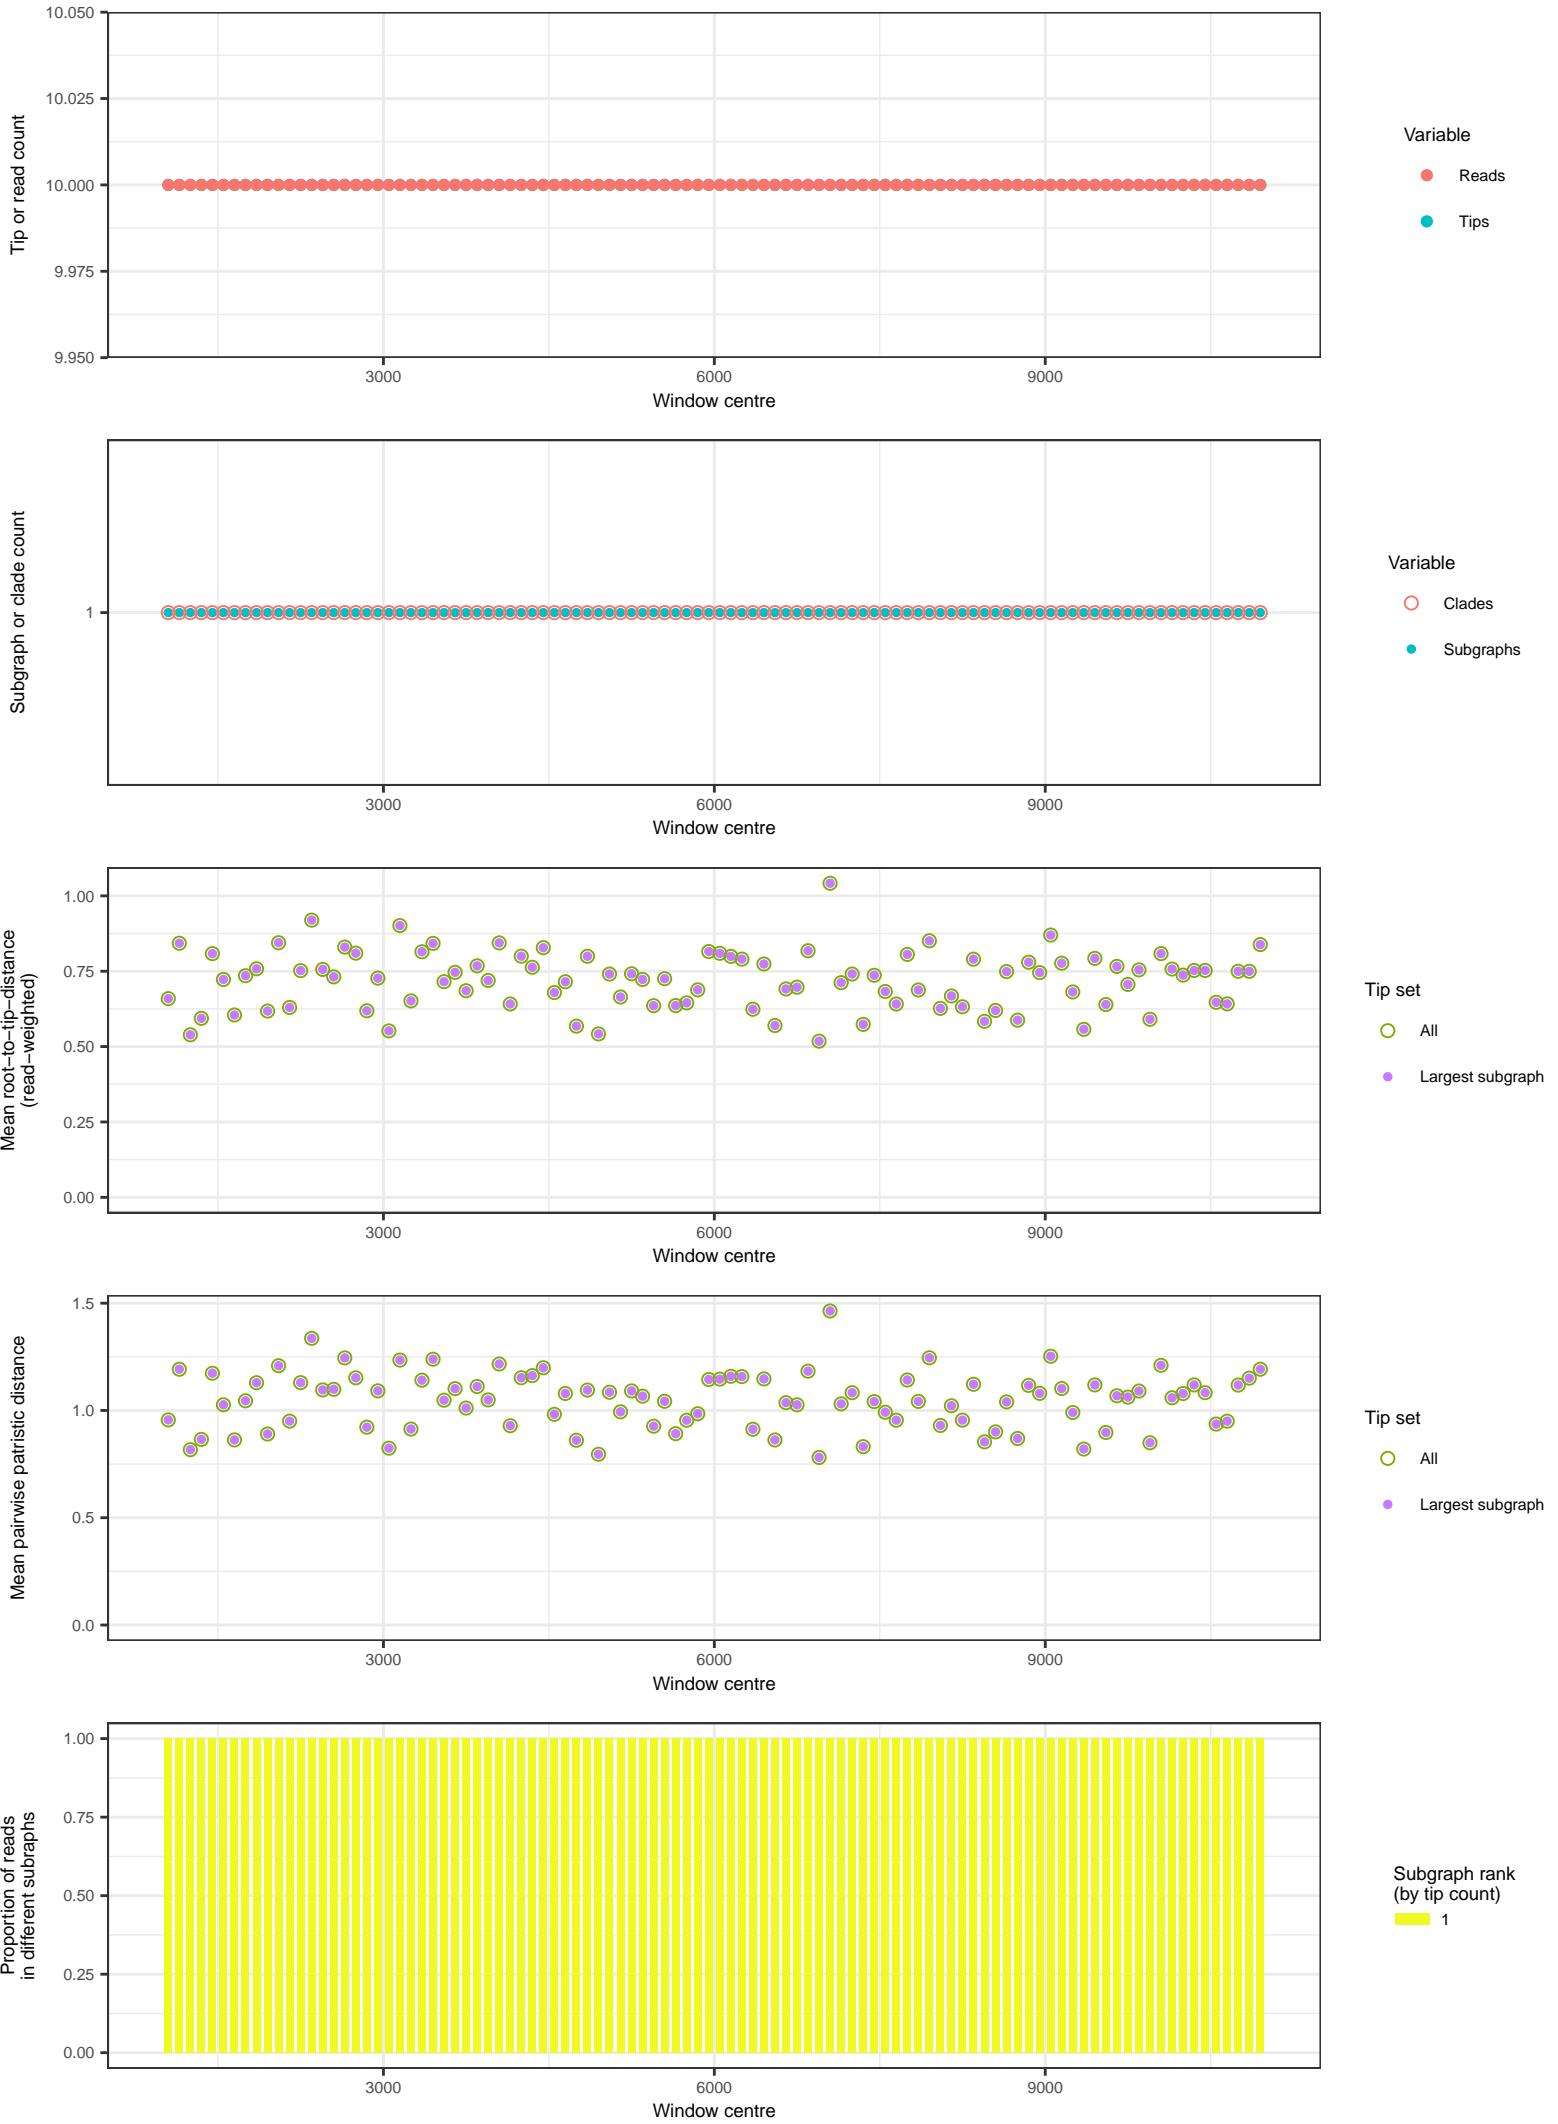 10.050
10.025
10.000
9.975
9.950
Tip or read count
3000
6000
9000
Window centre
Variable
Reads
Tips
1
Subgraph or clade count
3000
6000
9000
Window centre
Variable
Clades
Subgraphs
1.00
0.75
0.50
0.25
0.00
Mean root−to−tip−distance
(read−weighted)
3000
6000
9000
Window centre
Tip set
All
Largest subgraph
1.5
1.0
0.5
0.0
Mean pairwise patristic distance
3000
6000
9000
Window centre
Tip set
All
Largest subgraph
1.00
0.75
0.50
0.25
0.00
Proportion of reads
in different subraphs
3000
6000
9000
Window centre
Subgraph rank
(by tip count)
1